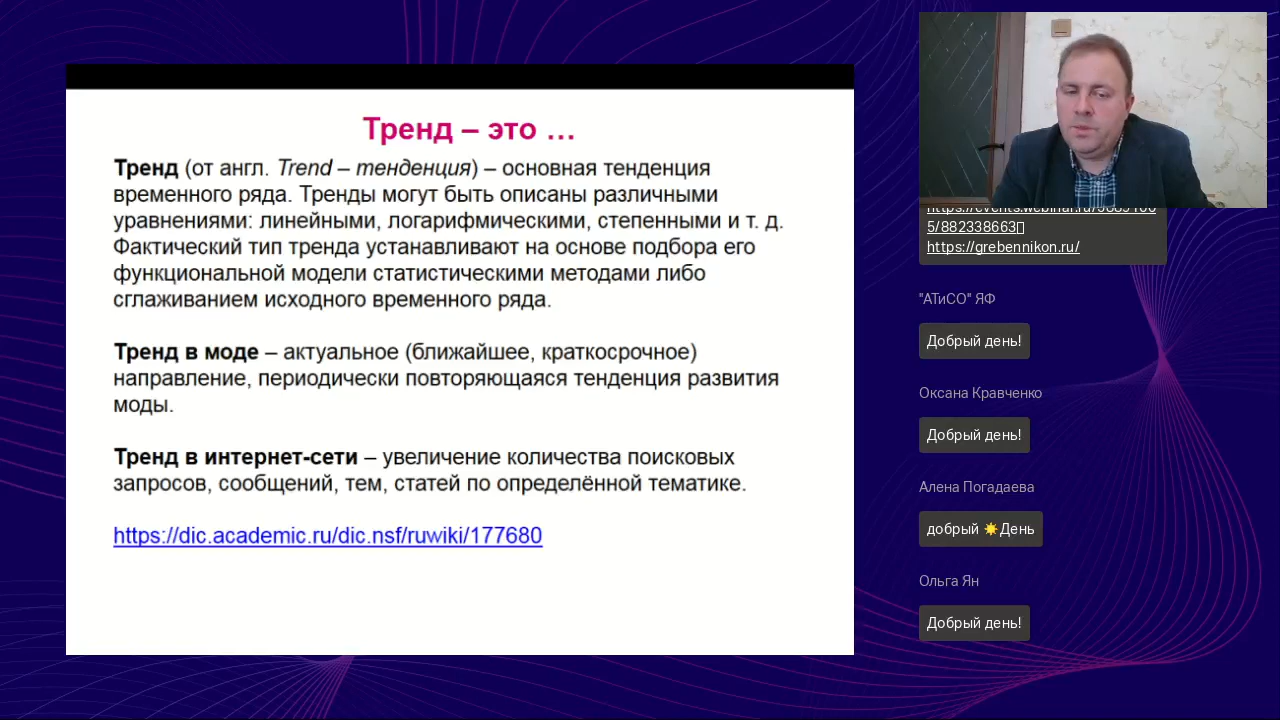 Тренд – это …
Тренд (от англ. Trend – тенденция) – основная тенденция
временного ряда. Тренды могут быть описаны различными
уравнениями: линейными, логарифмическими, степенными и т. д.
Фактический тип тренда устанавливают на основе подбора его
функциональной модели статистическими методами либо
сглаживанием исходного временного ряда.
Тренд в моде – актуальное (ближайшее, краткосрочное)
направление, периодически повторяющаяся тенденция развития
моды.
Тренд в интернет-сети – увеличение количества поисковых
запросов, сообщений, тем, статей по определённой тематике.
https://dic.academic.ru/dic.nsf/ruwiki/177680
5/882338663
https://grebennikon.ru/
"АТиСО" ЯФ
Добрый день!
Оксана Кравченко
Добрый день!
Алена Погадаева
добрый ☀️День
Ольга Ян
Добрый день!